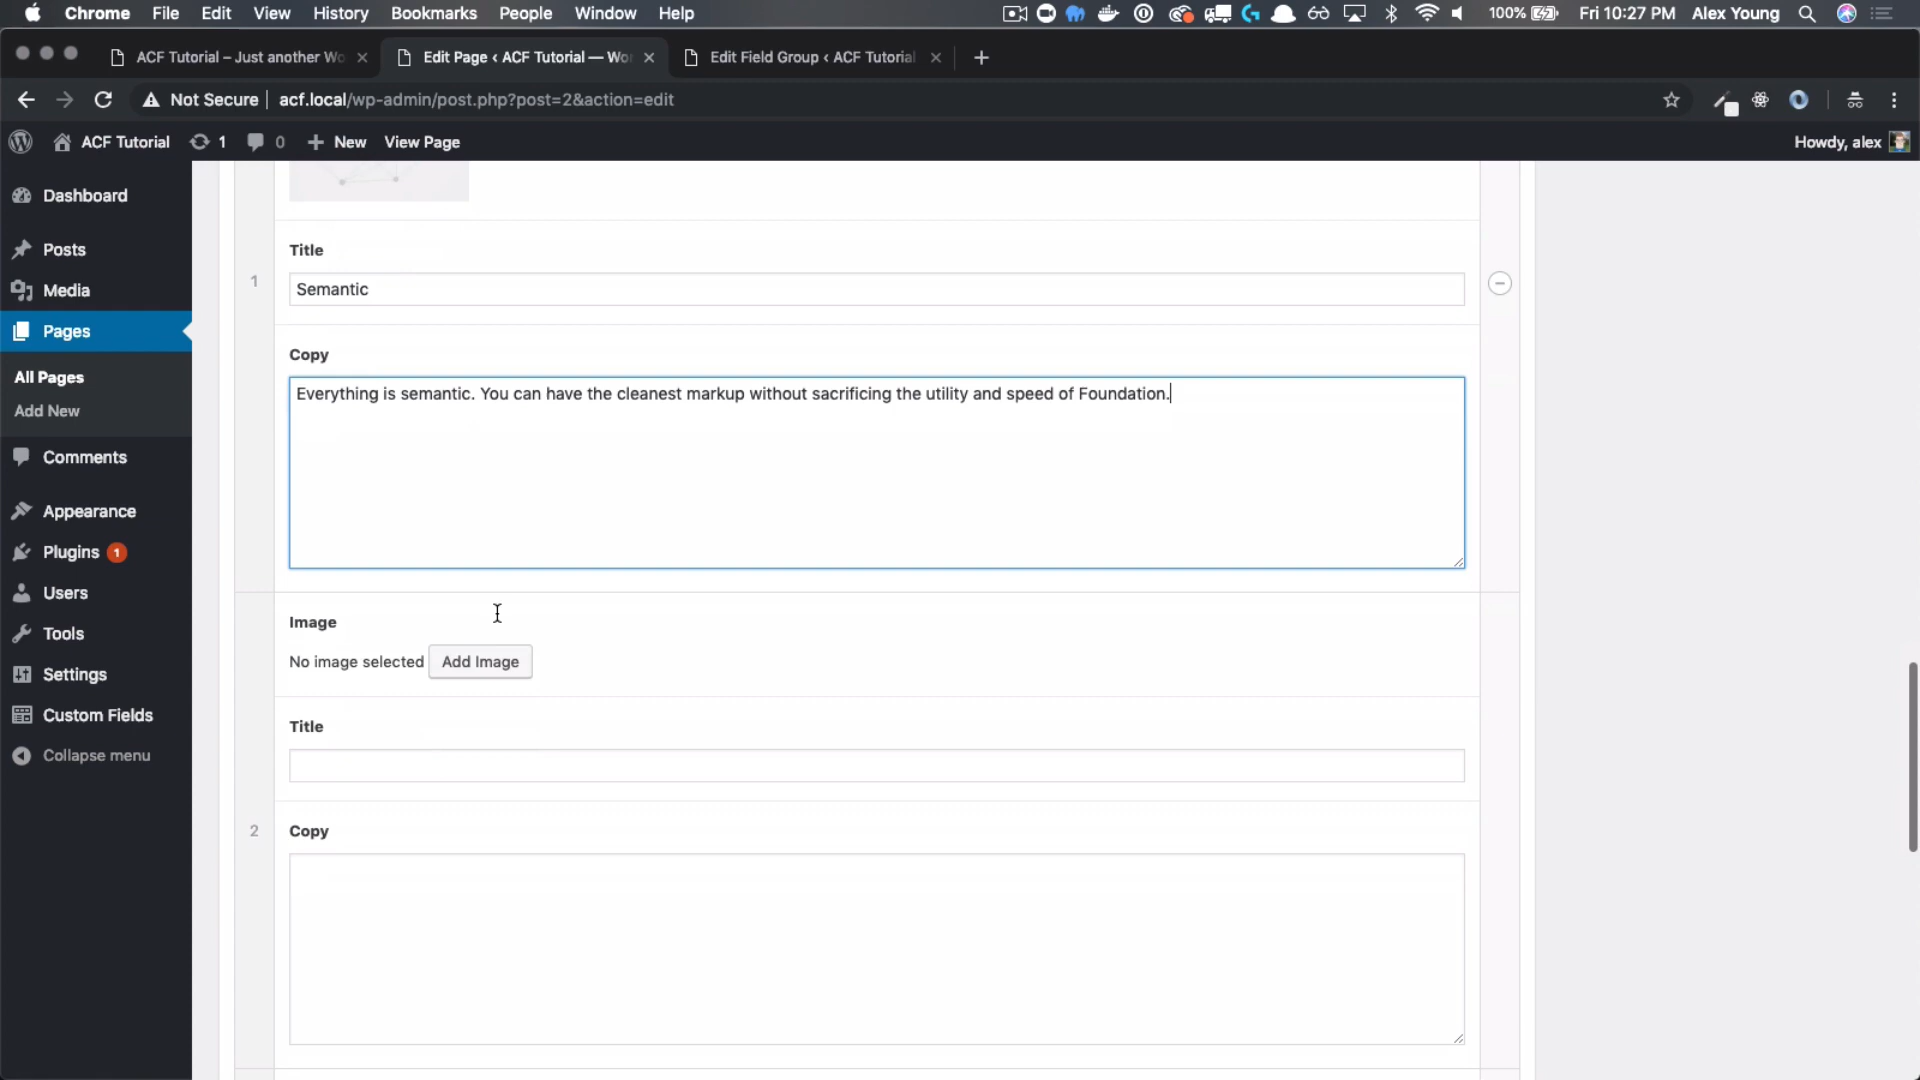 Chrome File Edit View History Bookmarks People Window Help 100% Fri 10:27 PM Alex Young
ACF Tutorial – Just another Wo Edit Page ‹ ACF Tutorial — Wor Edit Field Group ‹ ACF Tutorial
Not Secure acf.local/wp-admin/post.php?post=2&action=edit
ACF Tutorial 1 0 New View Page Howdy, alex
Dashboard
Posts
Media
Pages
All Pages
Add New
Comments
Appearance
Plugins 1
Users
Tools
Settings
Custom Fields
Collapse menu
Title
1
Semantic
Copy
Everything is semantic. You can have the cleanest markup without sacrificing the utility and speed of Foundation.
Image
No image selected Add Image
Title
2
Copy